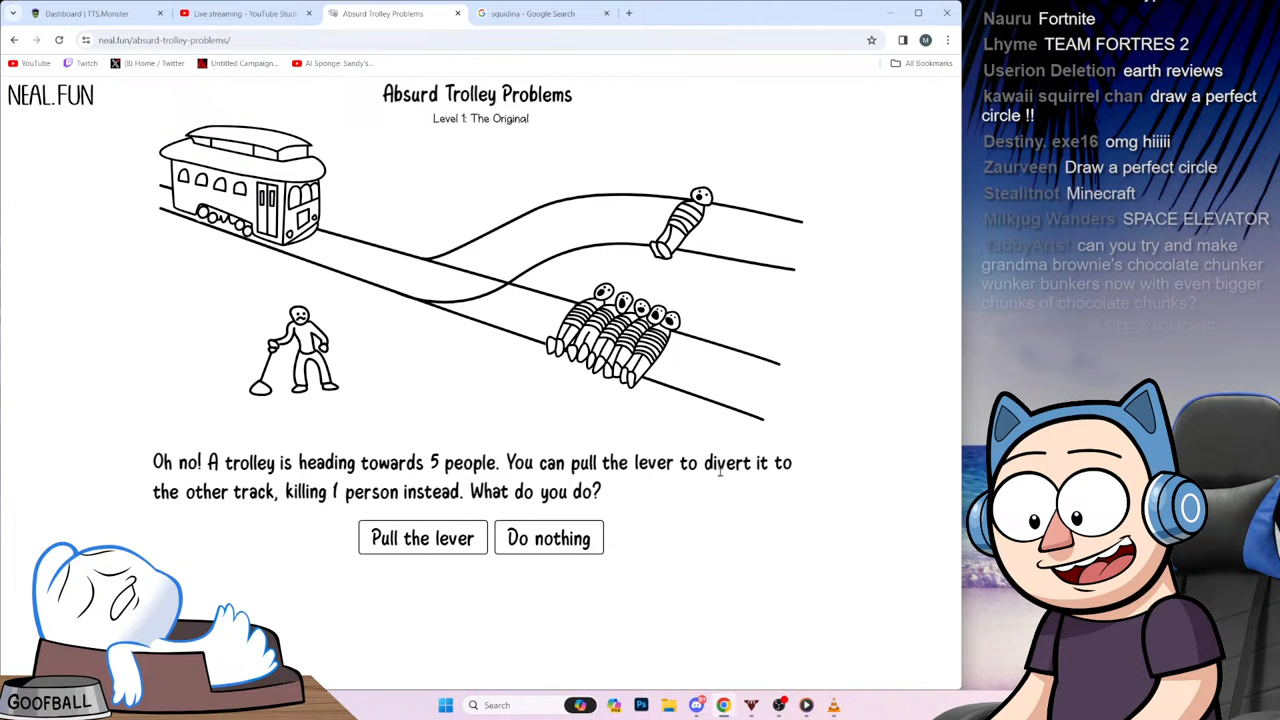 Dashboard | TTS.Monster
Live streaming - YouTube Studi
Absurd Trolley Problems
squidina - Google Search
neal.fun/absurd-trolley-problems/
YouTube
Twitch
(8) Home / Twitter
Untitled Campaign...
AI Sponge: Sandy's...
All Bookmarks
NEAL.FUN
Absurd Trolley Problems
Level 1: The Original
Oh no! A trolley is heading towards 5 people. You can pull the lever to divert it to
the other track, killing 1 person instead. What do you do?
Pull the lever
Do nothing
Nauru Fortnite
Lhyme TEAM FORTRES 2
Userion Deletion earth reviews
kawaii squirrel chan draw a perfect
circle !!
Destiny. exe16 omg hiiiii
Zaurveen Draw a perfect circle
Stealitnot Minecraft
Milkjug Wanders SPACE ELEVATOR
TabbyArts! can you try and make
grandma brownie's chocolate chunker
wunker bunkers now with even bigger
chunks of chocolate chunks?
GOOFBALL
Search